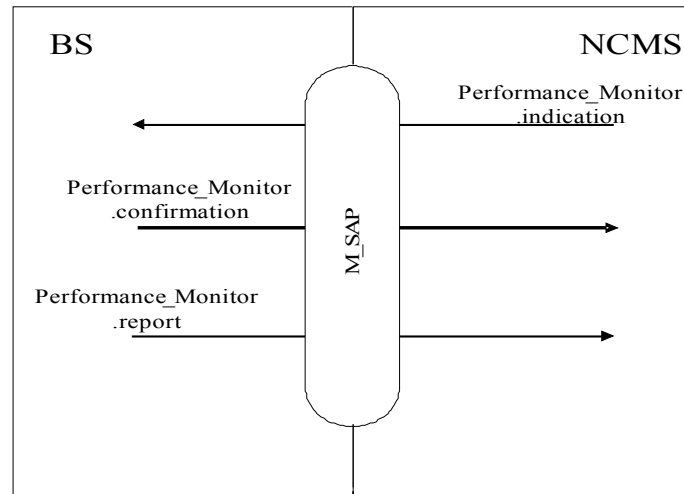 BS
NCMS
Performance_Monitor
.indication
Performance_Monitor
.confirmation
M_SAP
Performance_Monitor
.report